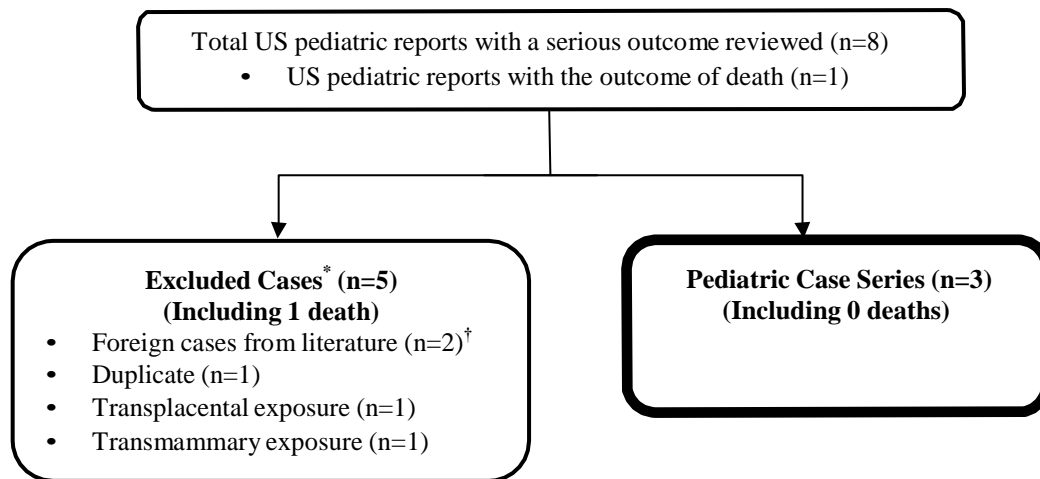 Total US pediatric reports with a serious outcome reviewed (n=8)
• US pediatric reports with the outcome of death (n=1)
Excluded Cases* (n=5)
(Including 1 death)
• Foreign cases from literature (n=2)†
• Duplicate (n=1)
• Transplacental exposure (n=1)
• Transmammary exposure (n=1)
Pediatric Case Series (n=3)
(Including 0 deaths)